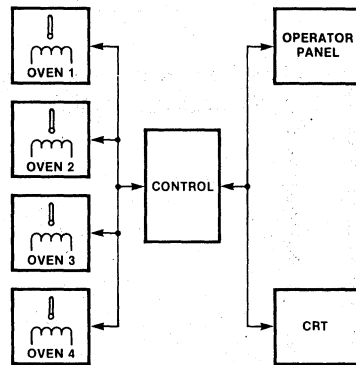 OVEN 1
OVEN 2
OVEN 3
OVEN 4
CONTROL
OPERATOR
PANEL
CRT